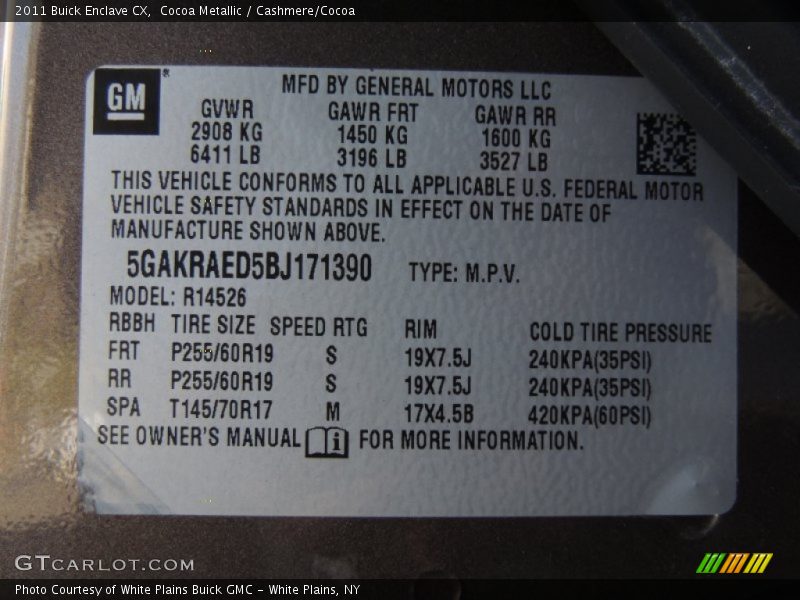 2011 Buick Enclave CX, Cocoa Metallic / Cashmere/Cocoa
GM
MFD BY GENERAL MOTORS LLC
GVWR GAWR FRT GAWR RR
2908 KG 1450 KG 1600 KG
6411 LB 3196 LB 3527 LB
THIS VEHICLE CONFORMS TO ALL APPLICABLE U.S. FEDERAL MOTOR
VEHICLE SAFETY STANDARDS IN EFFECT ON THE DATE OF
MANUFACTURE SHOWN ABOVE.
5GAKRAED5BJ171390 TYPE: M.P.V.
MODEL: R14526
RBBH TIRE SIZE SPEED RTG RIM COLD TIRE PRESSURE
FRT P255/60R19 S 19X7.5J 240KPA(35PSI)
RR P255/60R19 S 19X7.5J 240KPA(35PSI)
SPA T145/70R17 M 17X4.5B 420KPA(60PSI)
SEE OWNER'S MANUAL i FOR MORE INFORMATION.
GTCARLOT.COM
Photo Courtesy of White Plains Buick GMC - White Plains, NY